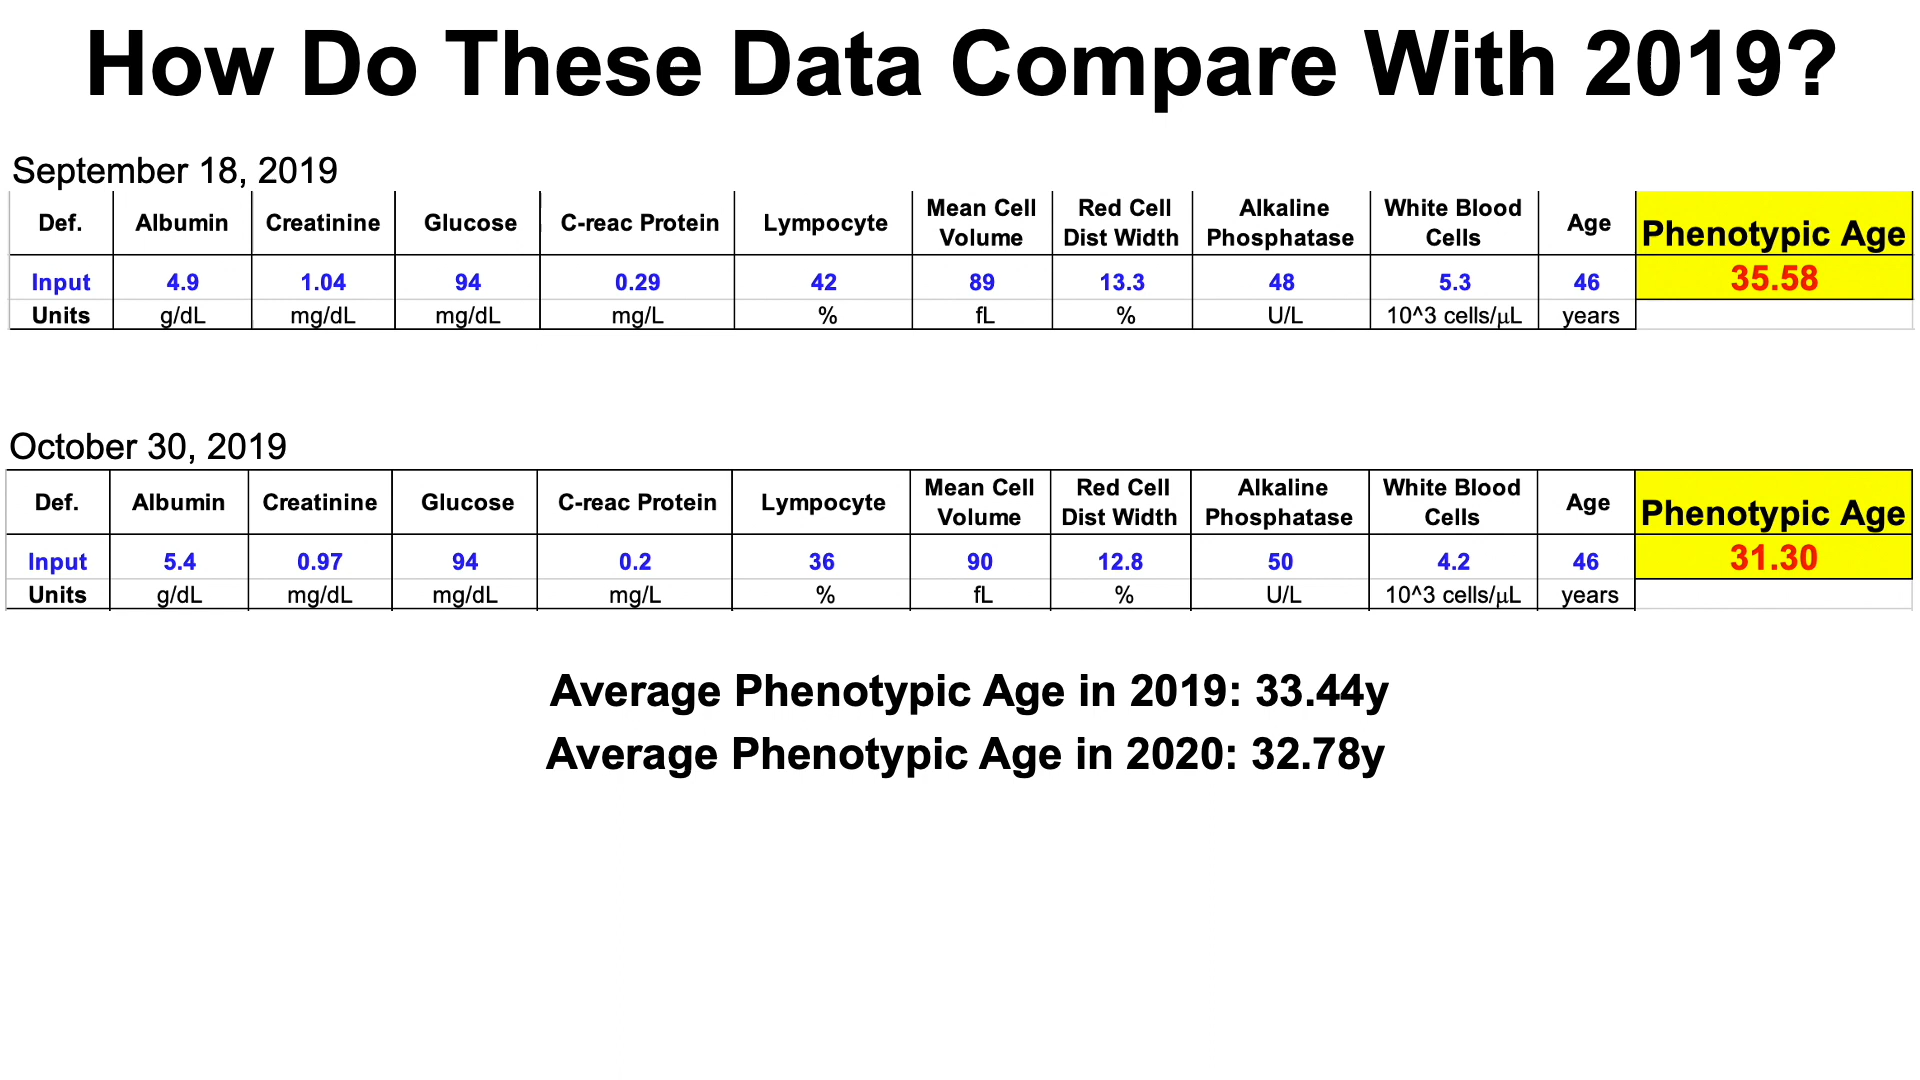 How Do These Data Compare With 2019?
September 18, 2019
Def. Albumin Creatinine Glucose C-reac Protein Lympocyte Mean Cell Volume Red Cell Dist Width Alkaline Phosphatase White Blood Cells Age Phenotypic Age
Input 4.9 1.04 94 0.29 42 89 13.3 48 5.3 46 35.58
Units g/dL mg/dL mg/dL mg/L % fL % U/L 10^3 cells/µL years
October 30, 2019
Def. Albumin Creatinine Glucose C-reac Protein Lympocyte Mean Cell Volume Red Cell Dist Width Alkaline Phosphatase White Blood Cells Age Phenotypic Age
Input 5.4 0.97 94 0.2 36 90 12.8 50 4.2 46 31.30
Units g/dL mg/dL mg/dL mg/L % fL % U/L 10^3 cells/µL years
Average Phenotypic Age in 2019: 33.44y
Average Phenotypic Age in 2020: 32.78y